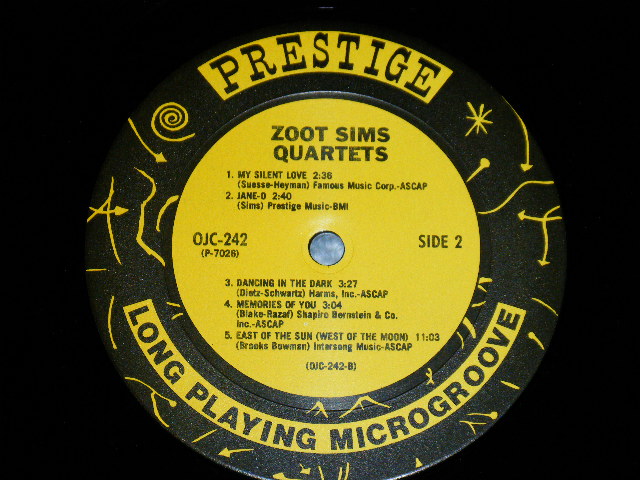 PRESTIGE
ZOOT SIMS
QUARTETS
1. MY SILENT LOVE 2:36
(Suesse-Heyman) Famous Music Corp.-ASCAP
2. JANE-O 2:40
(Sims) Prestige Music-BMI
OJC-242
(P-7026)
SIDE 2
3. DANCING IN THE DARK 3:27
(Dietz-Schwartz) Harms, Inc.-ASCAP
4. MEMORIES OF YOU 3:04
(Blake-Razaf) Shapiro Bernstein & Co.
Inc.-ASCAP
5. EAST OF THE SUN (WEST OF THE MOON) 11:03
(Brooks Bowman) Intersong Music-ASCAP
(OJC-242-B)
LONG PLAYING MICROGROOVE